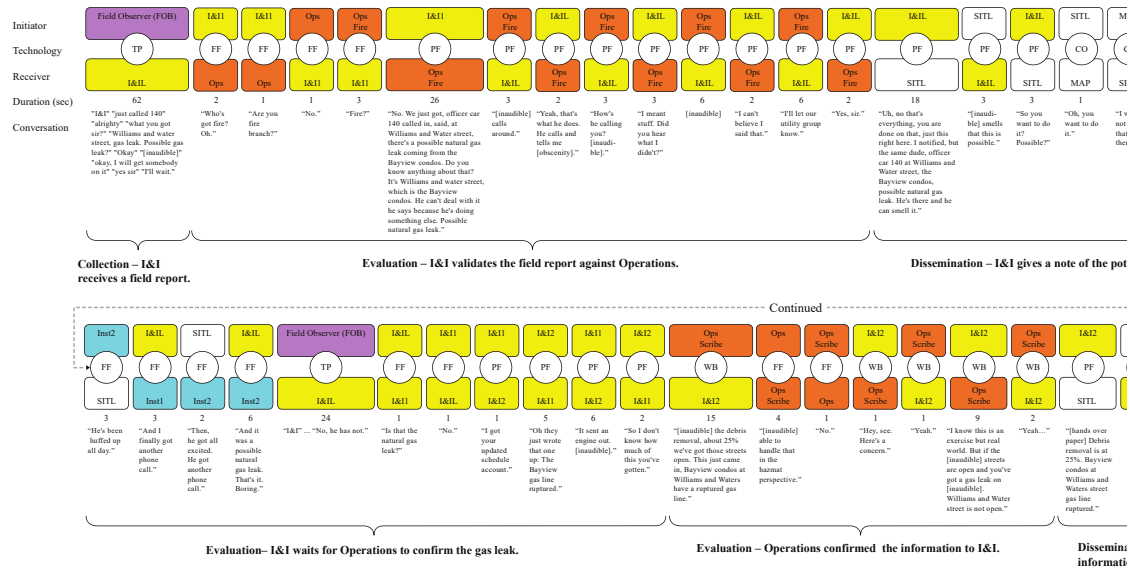 Initiator
Technology
Receiver
Duration (sec)
Conversation
Field Observer (FOB)
TP
I&IL
62
"I&I" "just called 140"
"alrighty" "what you got
sir?" "Williams and water
street, gas leak. Possible gas
leak?" "Okay" "[inaudible]"
"okay, I will get somebody
on it" "yes sir" "I'll wait."
I&I1
FF
Ops
2
“Who's
got fire?
Oh.”
I&I1
FF
Ops
1
“Are you
fire
branch?”
Ops
FF
I&I1
1
“No.”
Ops
Fire
FF
I&I1
3
“Fire?”
I&I1
PF
Ops
Fire
26
“No. We just got, officer car
140 called in, said, at
Williams and Water street,
there's a possible natural
gas leak coming from the
Bayview condos. Do you
know anything about that?
It's Williams and water street,
which is the Bayview
condos. He can't deal with it
he says because he's doing
something else. Possible
natural gas leak.”
Ops
Fire
PF
I&IL
3
“[inaudible]
calls
around.”
I&IL
PF
Ops
Fire
2
“Yeah, that's
what he does.
He calls and
tells me
[obscenity].”
Ops
Fire
PF
I&IL
3
“How's
he calling
you?
[inaudi-
ble].”
I&IL
PF
Ops
Fire
3
“I meant
stuff. Did
you hear
what I
didn't?”
Ops
Fire
PF
I&IL
6
[inaudible]
I&IL
PF
Ops
Fire
2
“I can't
believe I
said that.”
Ops
Fire
PF
I&IL
6
“I'll let our
utility group
know.”
I&IL
PF
Ops
Fire
2
“Yes, sir.”
I&IL
PF
SITL
18
“Uh, no that's
everything, you are
done on that, just this
right here. I notified, but
the same dude, officer
car 140 at Williams and
Water street, the
Bayview condos,
possible natural gas
leak. He's there and he
can smell it.”
SITL
PF
I&IL
3
“[inaudi-
ble] smells
that this is
possible.”
I&IL
PF
SITL
3
“So you
want to do
it?
Possible?”
SITL
CO
MAP
1
“Oh, you
want to do
it.”
Collection – I&I
receives a field report.
Evaluation – I&I validates the field report against Operations.
Dissemination – I&I gives a note of the pot
Continued
Inst2
FF
SITL
3
“He's been
huffed up
all day.”
I&IL
FF
Inst1
3
“And I
finally got
another
phone
call.”
SITL
FF
Inst2
2
“Then,
he got all
excited.
He got
another
phone
call.”
I&IL
FF
Inst2
6
“And it
was a
possible
natural
gas leak.
That's it.
Boring.”
Field Observer (FOB)
TP
I&IL
24
“I&I” ... “No, he has not.”
I&IL
FF
I&I1
1
“Is that the
natural gas
leak?”
I&I1
FF
I&IL
1
“No.”
I&I1
PF
I&I2
1
“I got
your
updated
schedule
account.”
I&I2
PF
I&I1
5
“Oh they
just wrote
that one
up: The
Bayview
gas line
ruptured.”
I&I1
PF
I&I2
6
“It sent an
engine out.
[inaudible].”
I&I2
PF
I&I1
2
“So I don't
know how
much of
this you've
gotten.”
Ops
Scribe
WB
I&I2
15
“[inaudible] the debris
removal, about 25%
we've got those streets
open. This just came
in, Bayview condos at
Williams and Waters
have a ruptured gas
line.”
Ops
FF
Ops
Scribe
4
“[inaudible]
able to
handle that
in the
hazmat
perspective.”
Ops
Scribe
FF
Ops
1
“No.”
I&I2
WB
Ops
Scribe
1
“Hey, see.
Here's a
concern.”
Ops
Scribe
WB
I&I2
1
“Yeah.”
I&I2
WB
Ops
Scribe
9
“I know this is an
exercise but real
world. But if the
[inaudible] streets
are open and you've
got a gas leak on
[inaudible].
Williams and Water
street is not open.”
Ops
Scribe
WB
I&I2
2
“Yeah...”
I&I2
PF
SITL
4
“[hands over
paper] Debris
removal is at
25%. Bayview
condos at
Williams and
Waters street
gas line
ruptured.”
Evaluation– I&I waits for Operations to confirm the gas leak.
Evaluation – Operations confirmed the information to I&I.
Dissemina
informatio